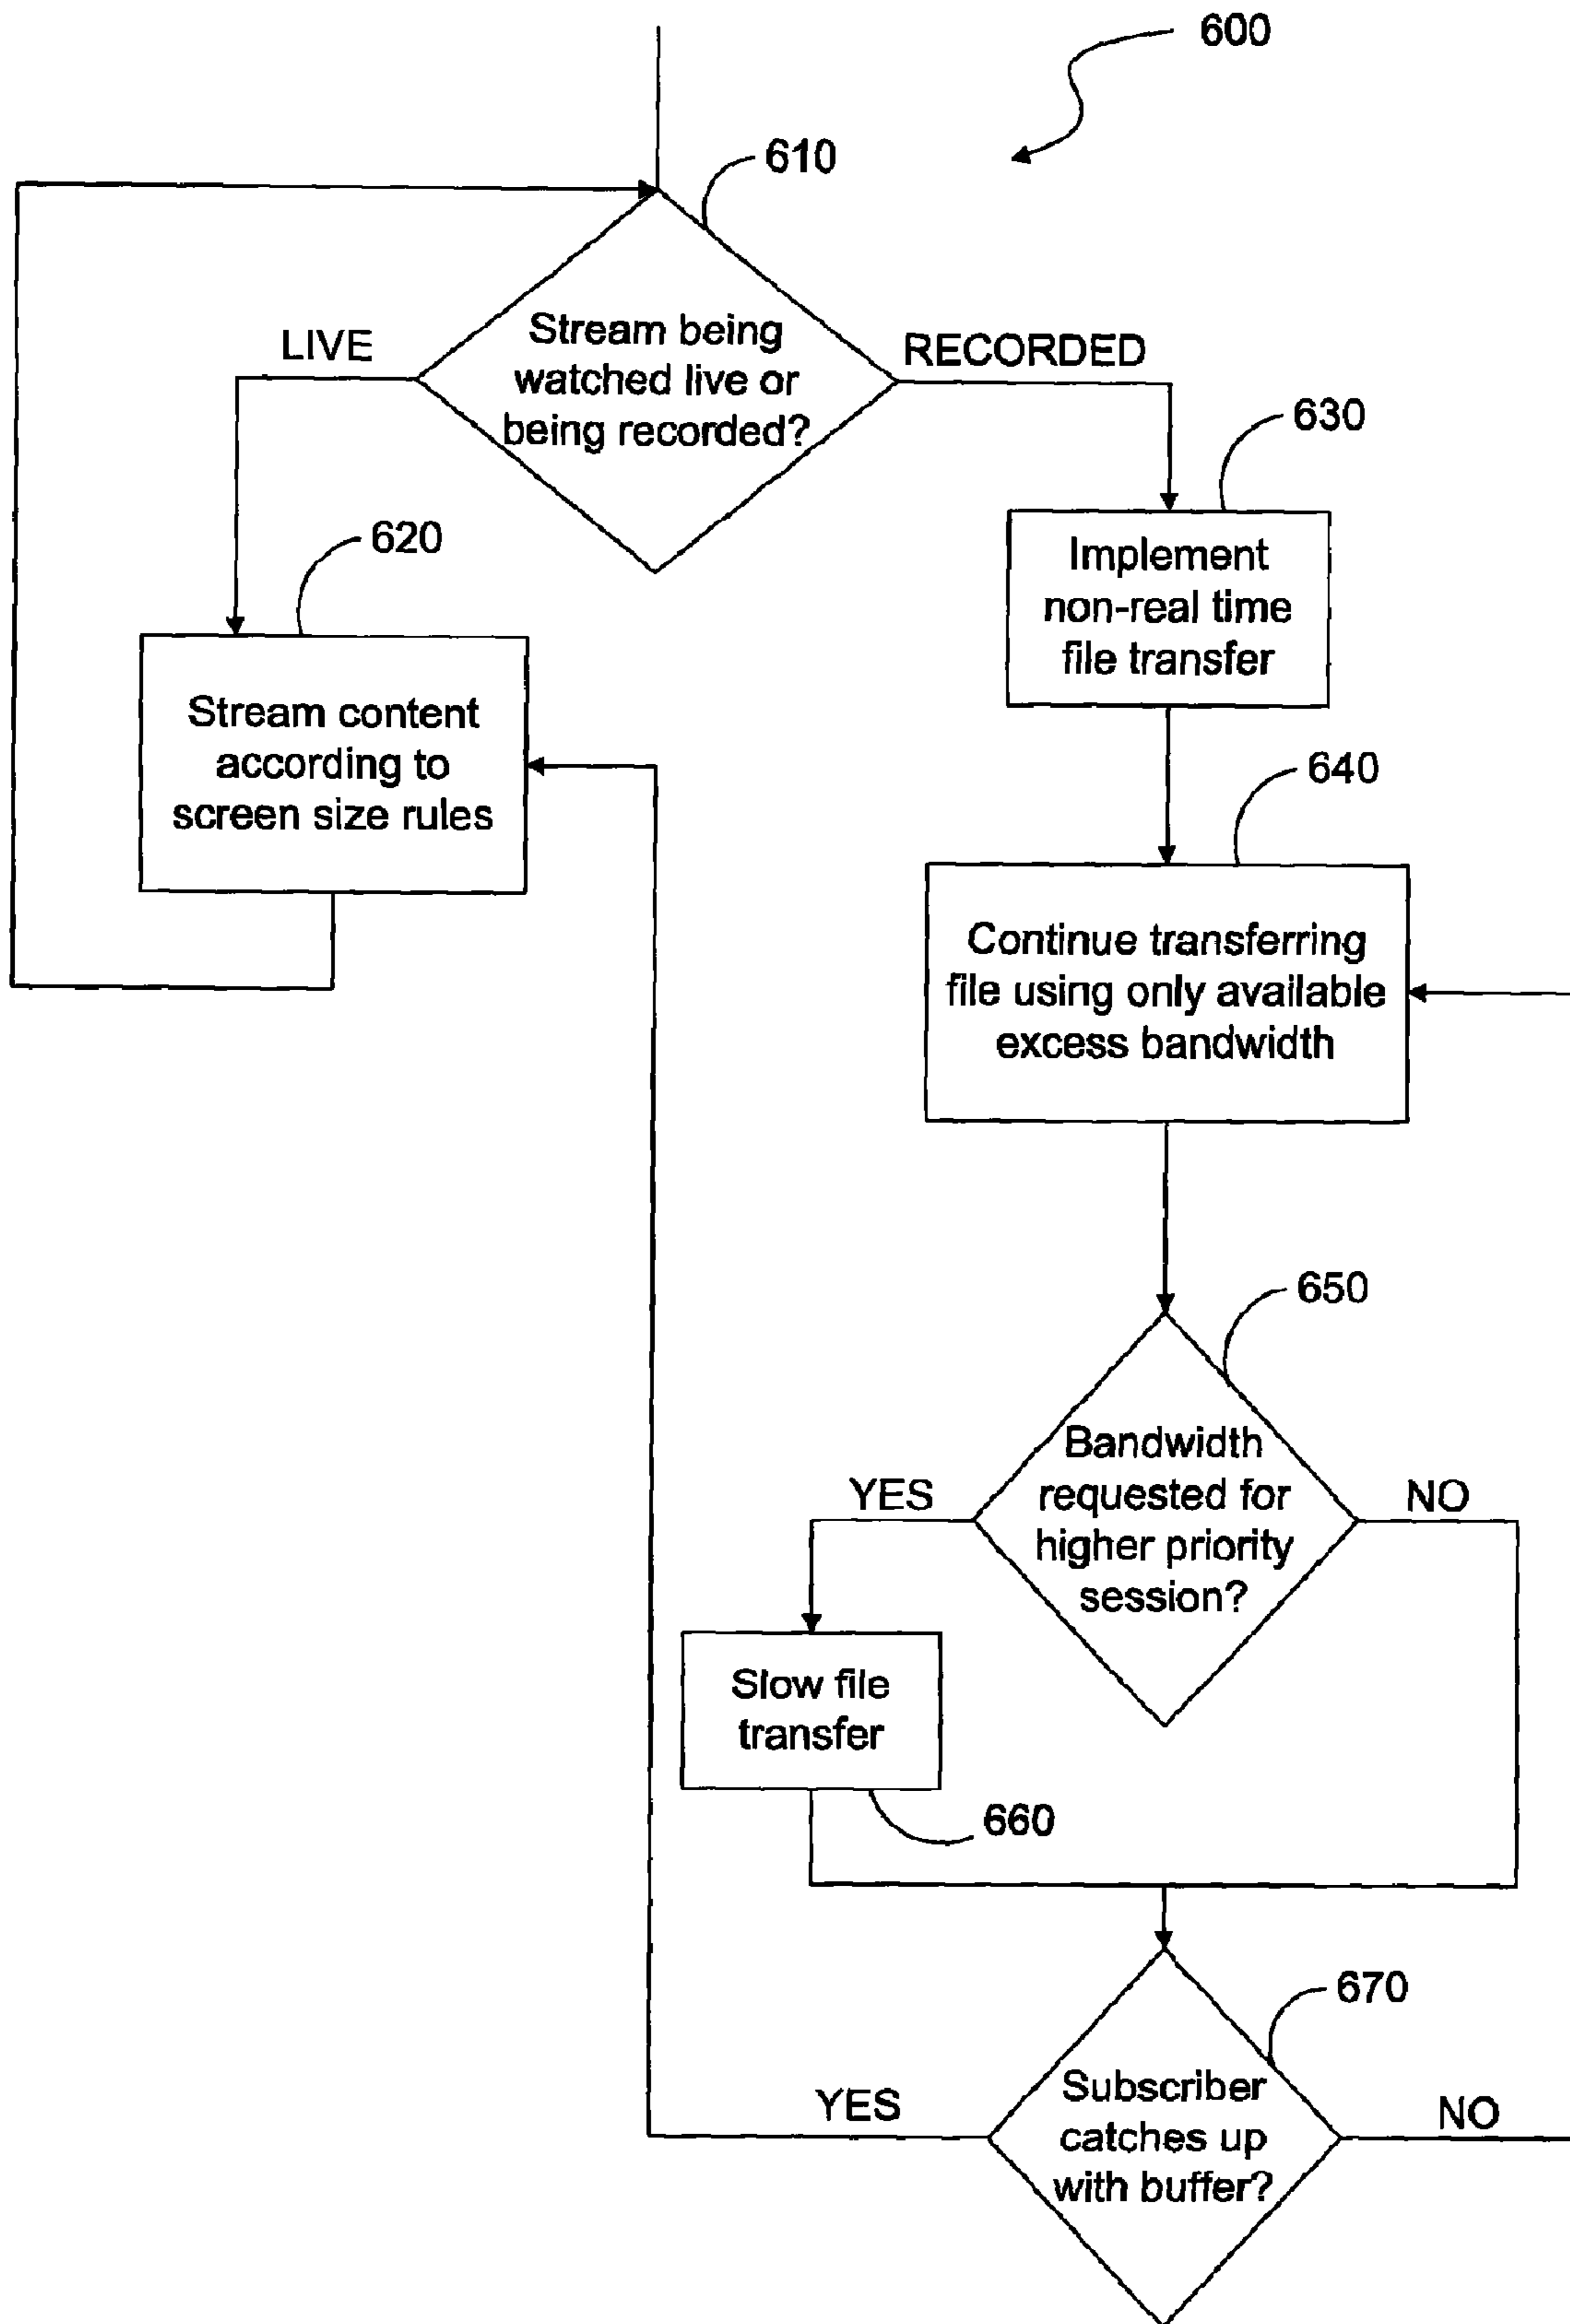 600
610
Stream being
watched live or
being recorded?
LIVE
RECORDED
620
Stream content
according to
screen size rules
630
Implement
non-real time
file transfer
640
Continue transferring
file using only available
excess bandwidth
650
Bandwidth
requested for
higher priority
session?
YES
NO
Slow file
transfer
660
670
Subscriber
catches up
with buffer?
YES
NO